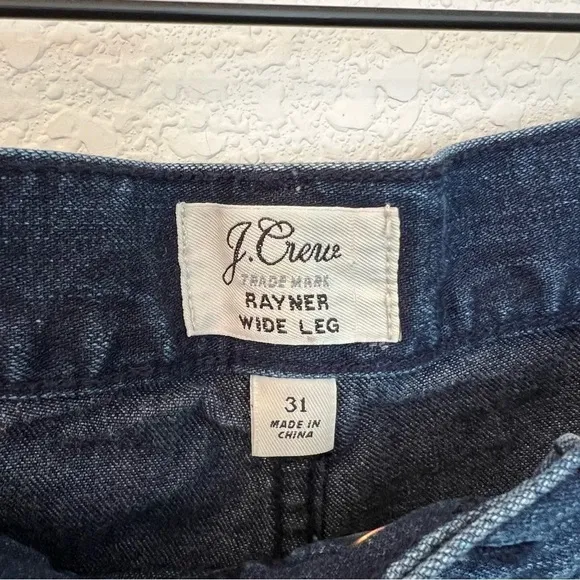 J.Crew
TRADE MARK
RAYNER
WIDE LEG
31
MADE IN
CHINA